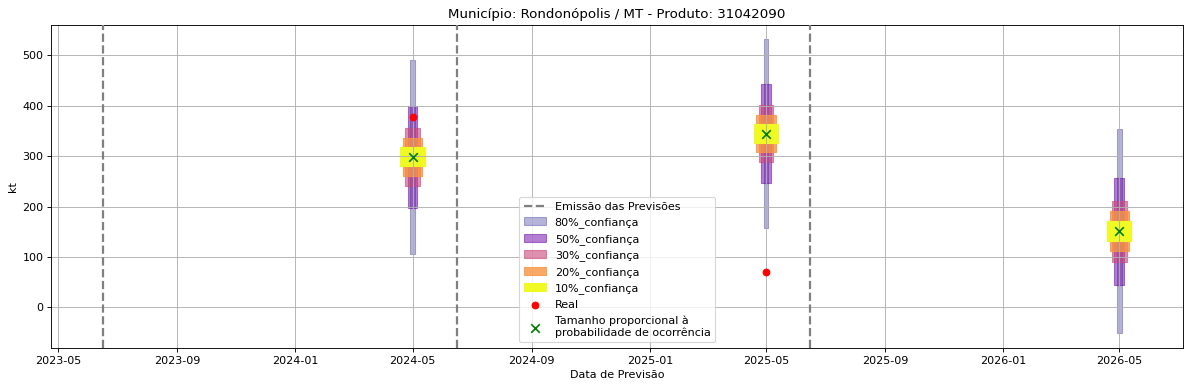 Município: Rondonópolis / MT - Produto: 31042090
kt
500
400
300
200
100
0
Emissão das Previsões
80%_confiança
50%_confiança
30%_confiança
20%_confiança
10%_confiança
Real
Tamanho proporcional à
probabilidade de ocorrência
2023-05 2023-09 2024-01 2024-05 2024-09 2025-01 2025-05 2025-09 2026-01 2026-05
Data de Previsão